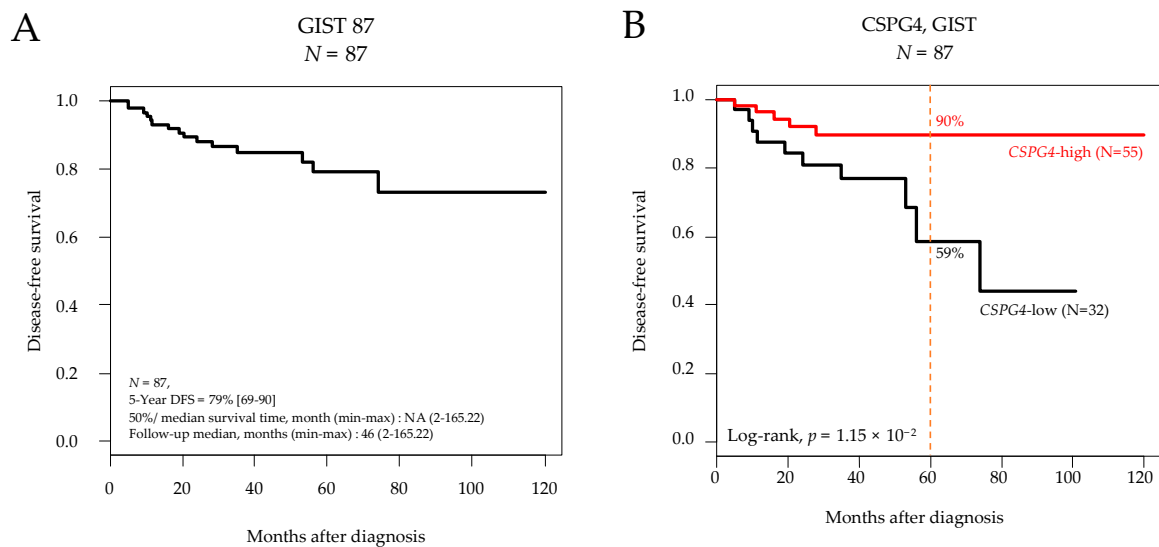 A
GIST 87
N = 87
Disease-free survival
1.0
0.8
0.6
0.4
0.2
0.0
N = 87,
5-Year DFS = 79% [69-90]
50%/ median survival time, month (min-max) : NA (2-165.22)
Follow-up median, months (min-max) : 46 (2-165.22)
0 20 40 60 80 100 120
Months after diagnosis
B
CSPG4, GIST
N = 87
Disease-free survival
1.0
0.8
0.6
0.4
0.2
0.0
90%
CSPG4-high (N=55)
59%
CSPG4-low (N=32)
Log-rank, p = 1.15 × 10⁻²
0 20 40 60 80 100 120
Months after diagnosis